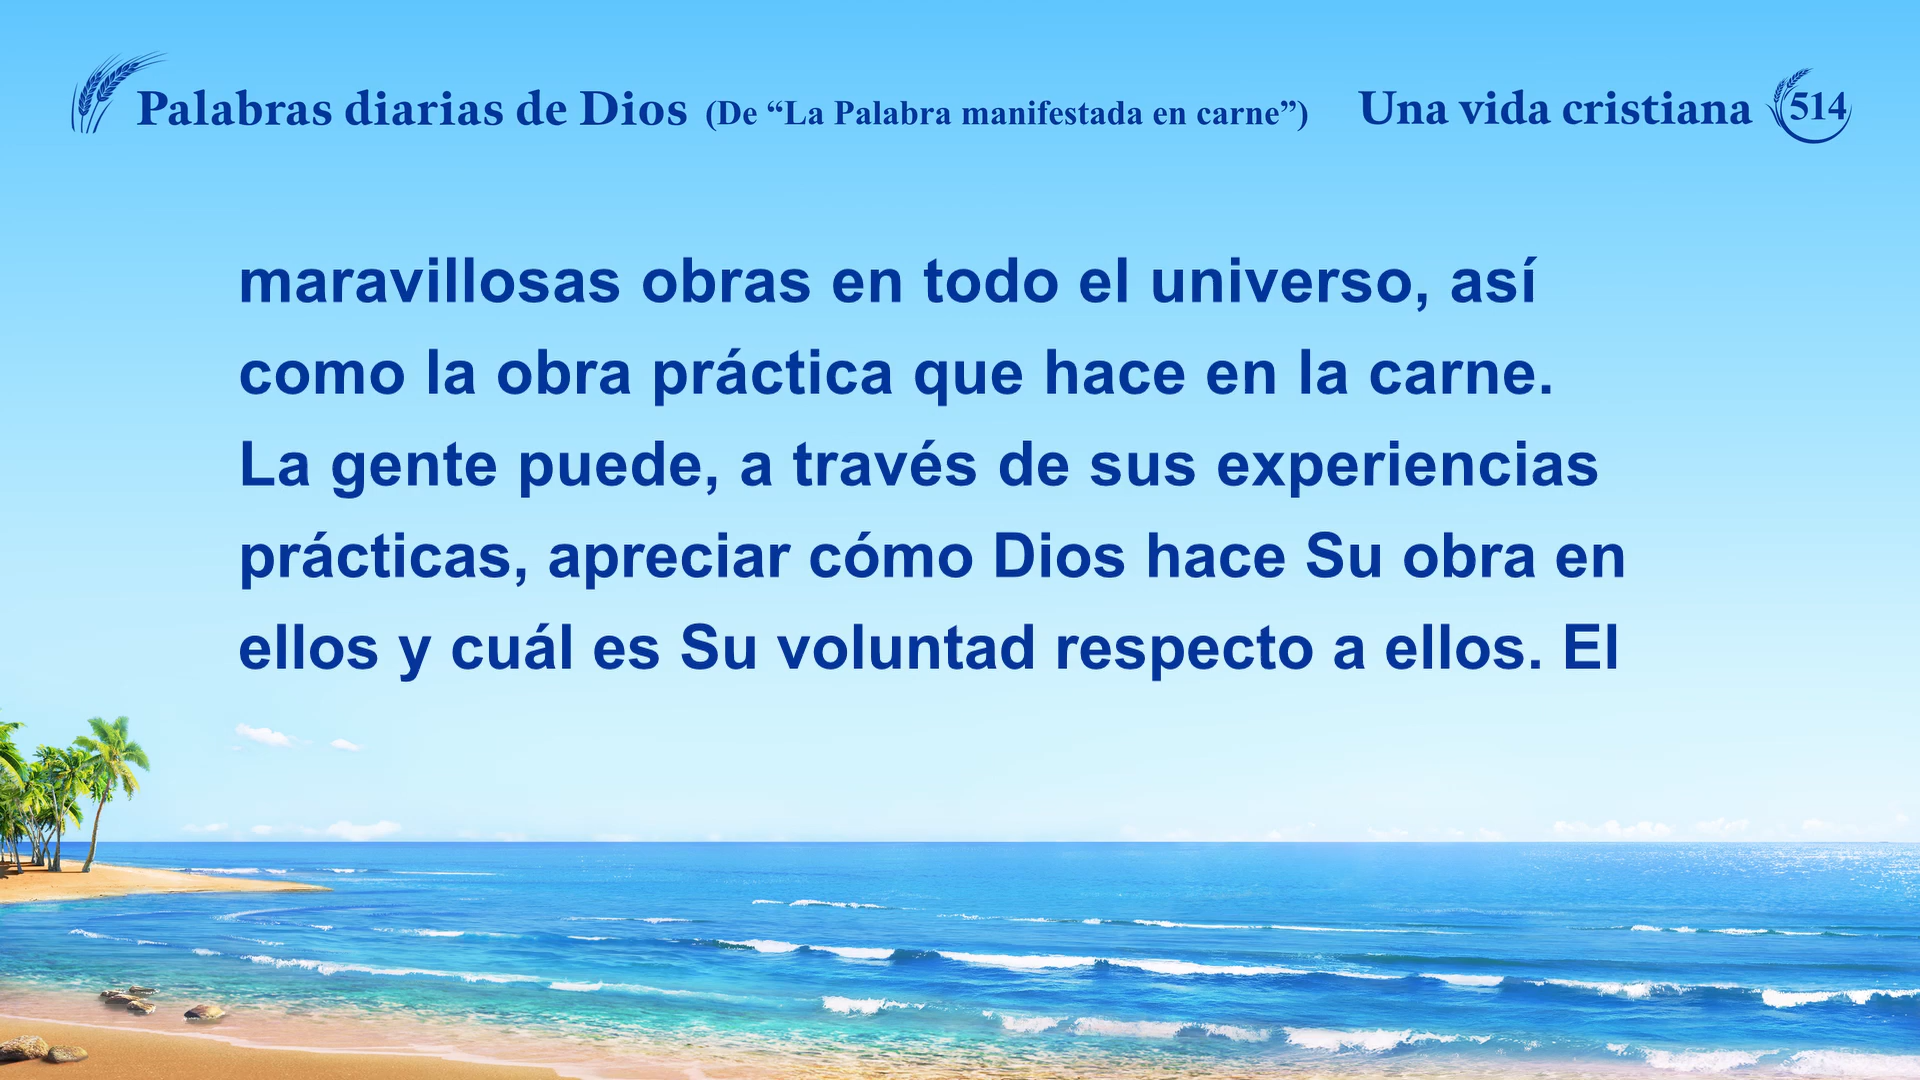 Palabras diarias de Dios (De “La Palabra manifestada en carne”) Una vida cristiana 514
maravillosas obras en todo el universo, así
como la obra práctica que hace en la carne.
La gente puede, a través de sus experiencias
prácticas, apreciar cómo Dios hace Su obra en
ellos y cuál es Su voluntad respecto a ellos. El